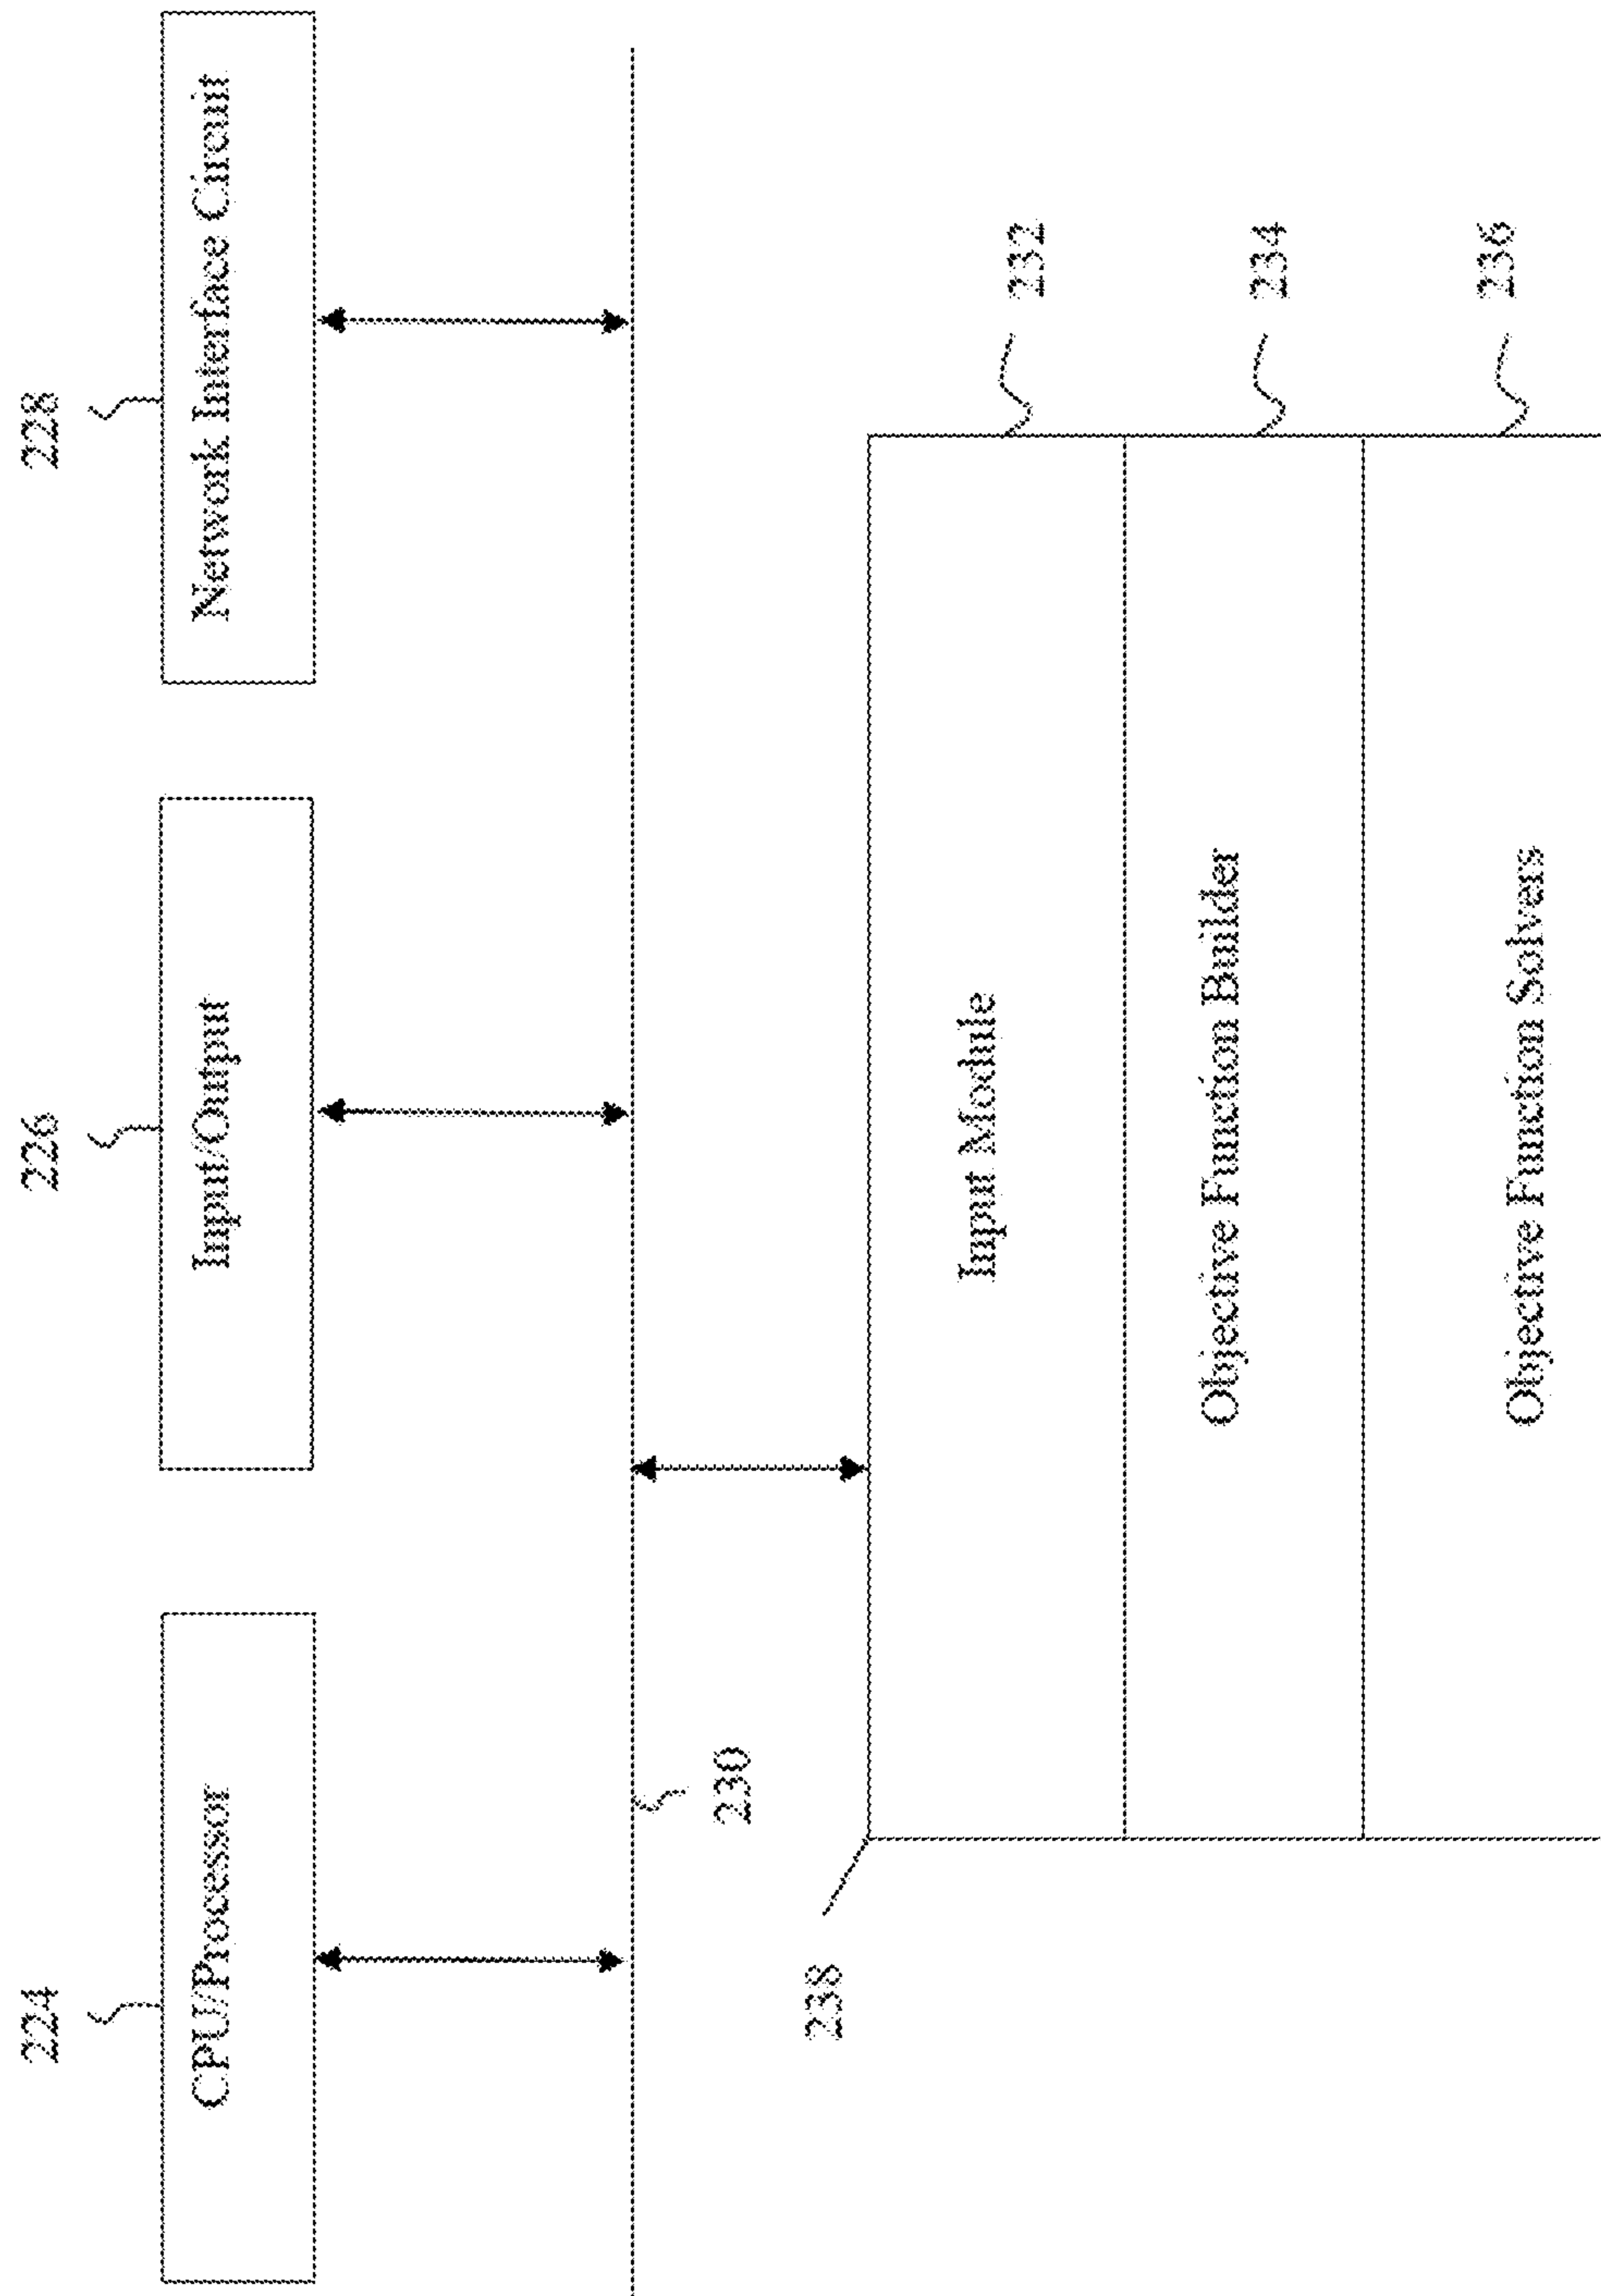 224
226
228
CPU/Processor
Input/Output
Network Interface Circuit
230
238
Input Module
232
Objective Function Builder
234
Objective Function Solvers
236